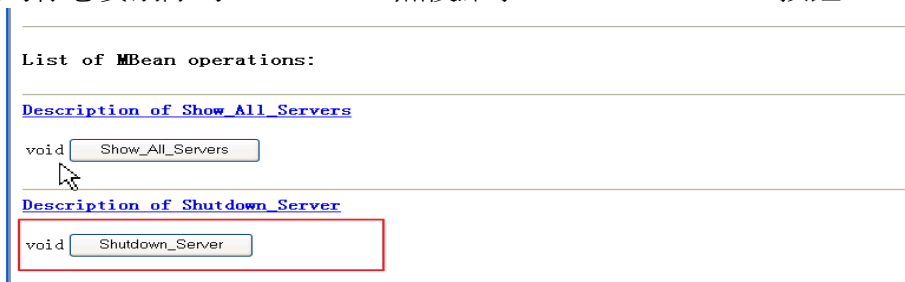 List of MBean operations:
Description of Show_All_Servers
void Show_All_Servers
Description of Shutdown_Server
void Shutdown_Server